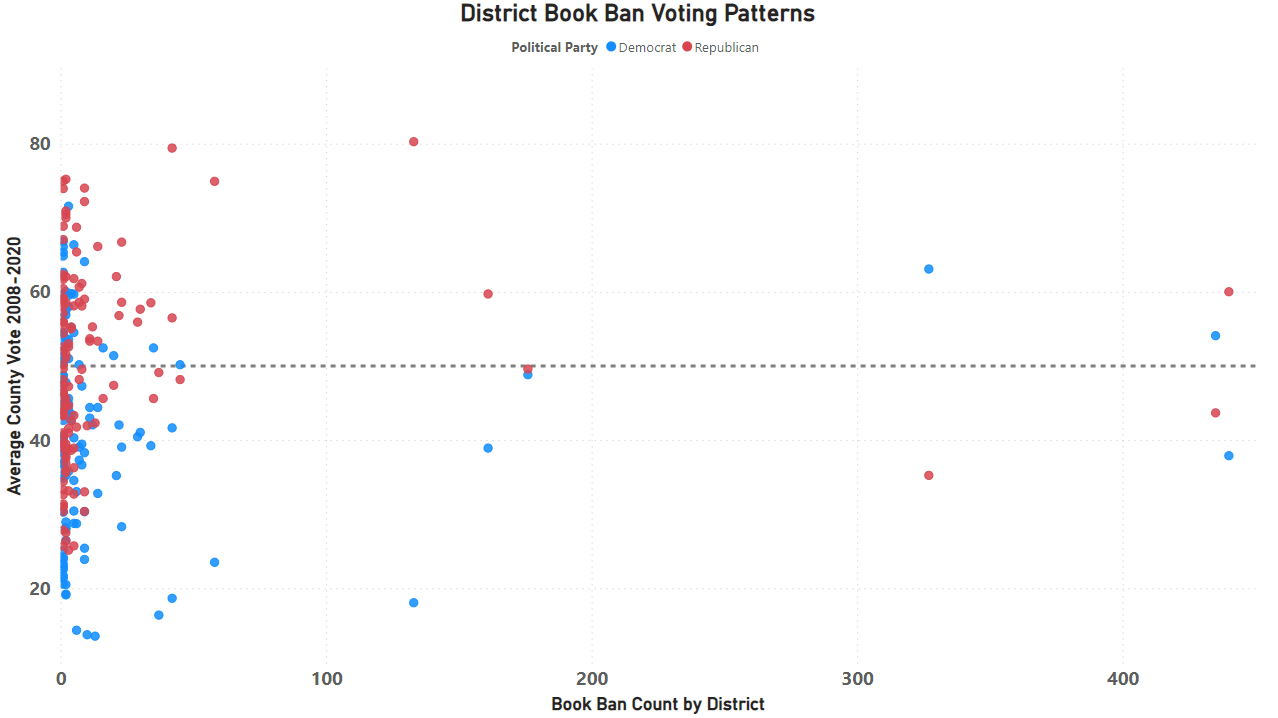 District Book Ban Voting Patterns
Political Party Democrat Republican
Average County Vote 2008-2020
80
60
40
20
0 100 200 300 400
Book Ban Count by District